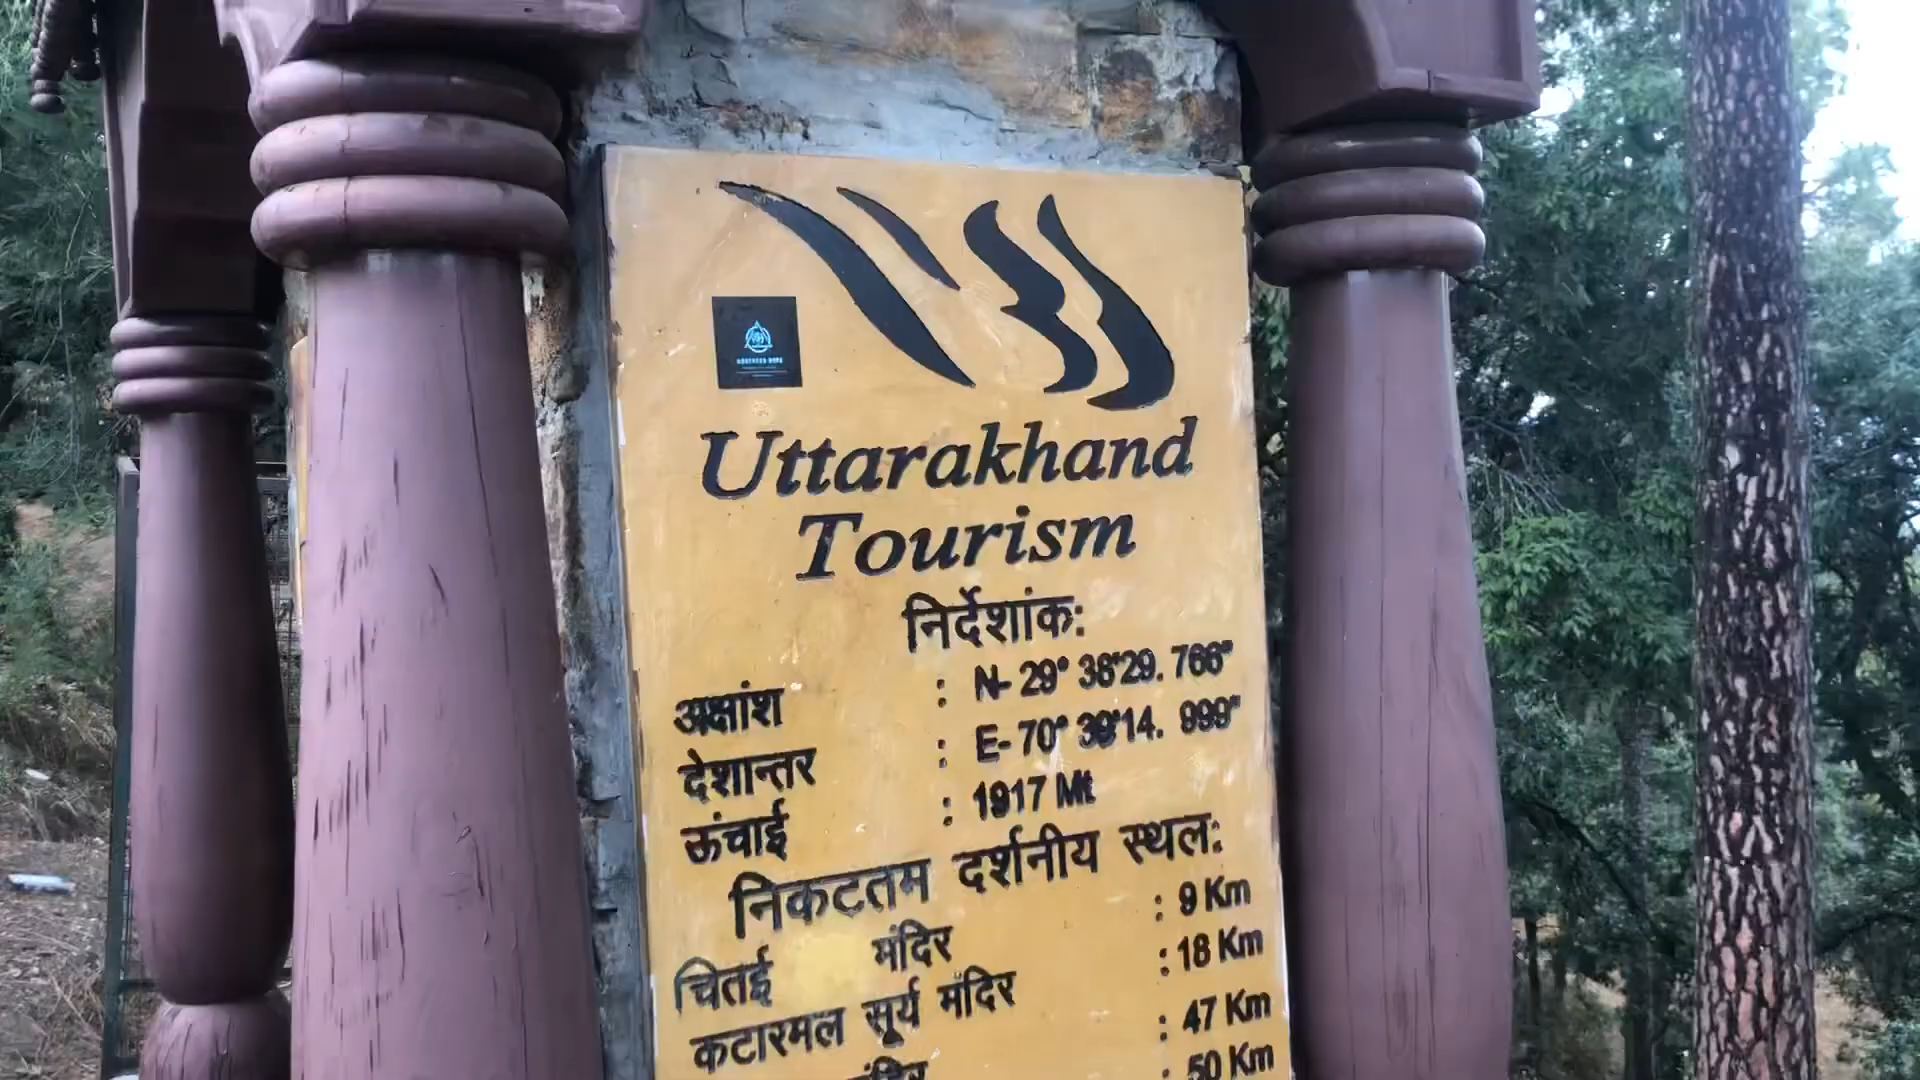 Uttarakhand
Tourism
निर्देशांक:
अक्षांश : N- 29° 38'29. 766"
देशान्तर : E- 70° 39'14. 999"
ऊंचाई : 1917 Mt
निकटतम दर्शनीय स्थल:
चितई मंदिर : 9 Km
कटारमल सूर्य मंदिर : 18 Km
मंदिर : 47 Km
: 50 Km